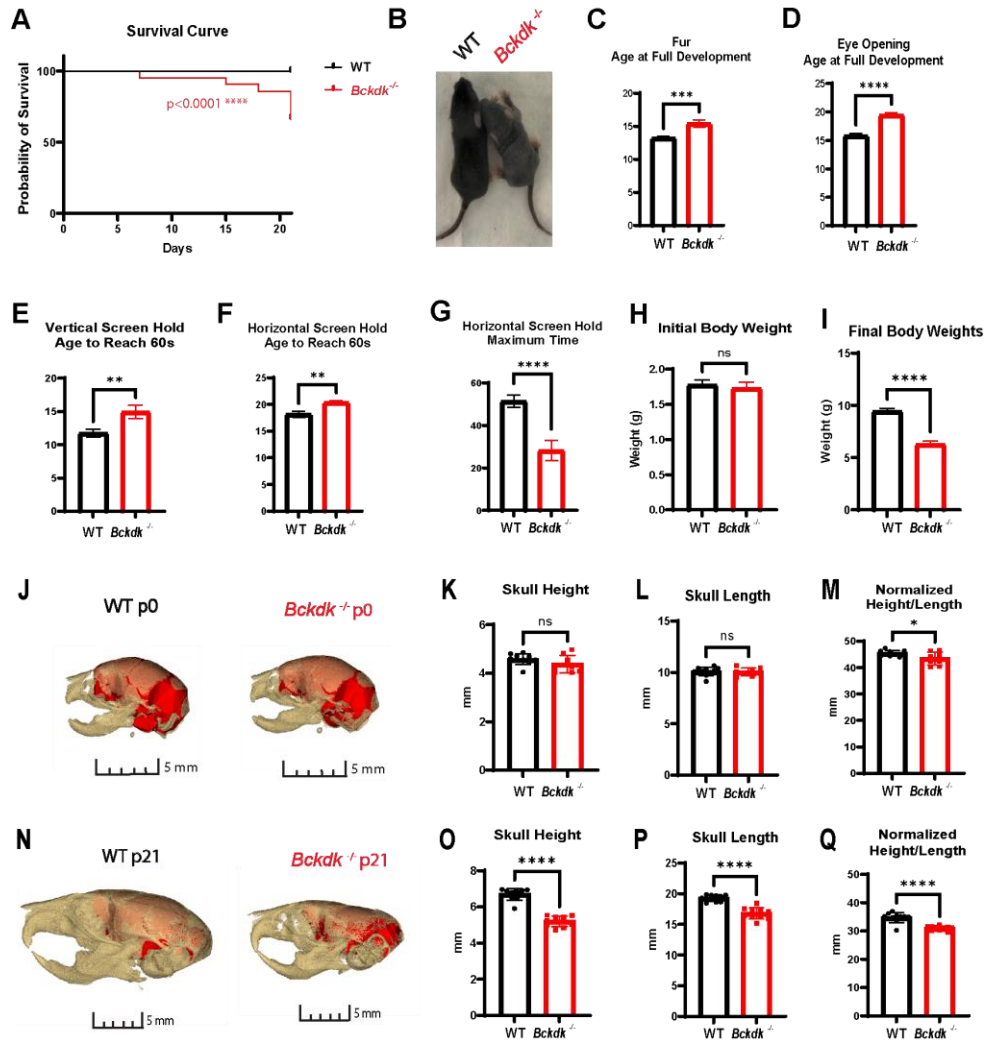 A
Survival Curve
Probability of Survival
100
50
0
0 5 10 15 20
Days
p<0.0001 ****
WT
Bckdk-/-
B
WT
Bckdk-/-
C
Fur
Age at Full Development
***
20
15
10
5
0
WT Bckdk-/-
D
Eye Opening
Age at Full Development
****
25
20
15
10
5
0
WT Bckdk-/-
E
Vertical Screen Hold
Age to Reach 60s
**
20
15
10
5
0
WT Bckdk-/-
F
Horizontal Screen Hold
Age to Reach 60s
**
25
20
15
10
5
0
WT Bckdk-/-
G
Horizontal Screen Hold
Maximum Time
****
60
40
20
0
WT Bckdk-/-
H
Initial Body Weight
ns
Weight (g)
2.0
1.5
1.0
0.5
0.0
WT Bckdk-/-
I
Final Body Weights
****
Weight (g)
15
10
5
0
WT Bckdk-/-
J
WT p0
Bckdk-/- p0
5 mm
5 mm
K
Skull Height
ns
mm
6
4
2
0
WT Bckdk-/-
L
Skull Length
ns
mm
15
10
5
0
WT Bckdk-/-
M
Normalized
Height/Length
*
mm
50
40
30
20
10
0
WT Bckdk-/-
N
WT p21
Bckdk-/- p21
5 mm
5 mm
O
Skull Height
****
mm
8
6
4
2
0
WT Bckdk-/-
P
Skull Length
****
mm
25
20
15
10
5
0
WT Bckdk-/-
Q
Normalized
Height/Length
****
mm
50
40
30
20
10
0
WT Bckdk-/-